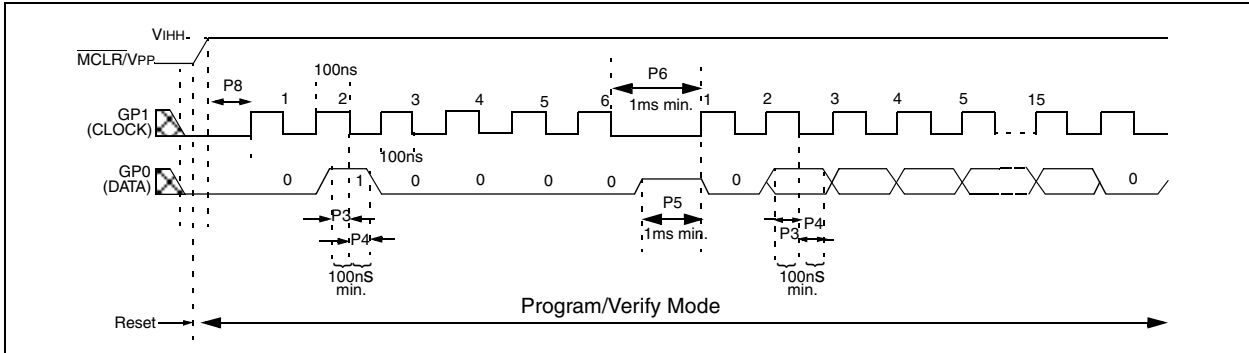 VIHH
MCLR/VPP
P8
100ns
P6
1 2 3 4 5 6 1ms min. 1 2 3 4 5 15
GP1
(CLOCK)
100ns
GP0
(DATA)
0 1 0 0 0 0 0 0
P5
1ms min.
P3
P4
100ns
min.
P4
P3
100ns
min.
Program/Verify Mode
Reset